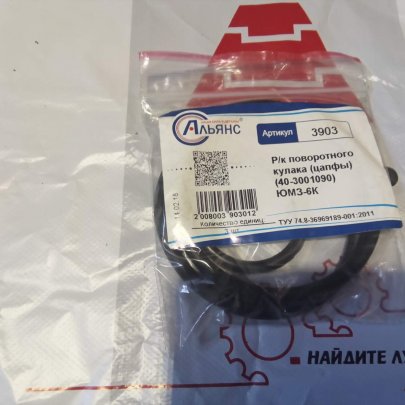 АЛЬЯНС
Артикул 3903
Р/к поворотного
кулака (цапфы)
(40-3001090)
ЮМЗ-6К
2 008003 903012
Количество единиц
ТУУ 74.8-36969189-001:2011
НАЙДИТЕ ЛУ